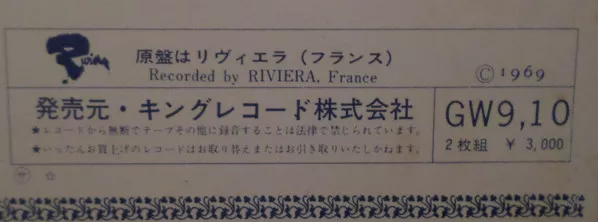 Riviera
原盤はリヴィエラ（フランス）
Recorded by RIVIERA, France
© 1969
発売元・キングレコード株式会社
★レコードから無断でテープその他に録音することは法律で禁じられています。
★いったんお買上げのレコードはお取り替えまたはお引き取りいたしかねます。
GW9,10
2枚組 ¥ 3,000
サ ☆